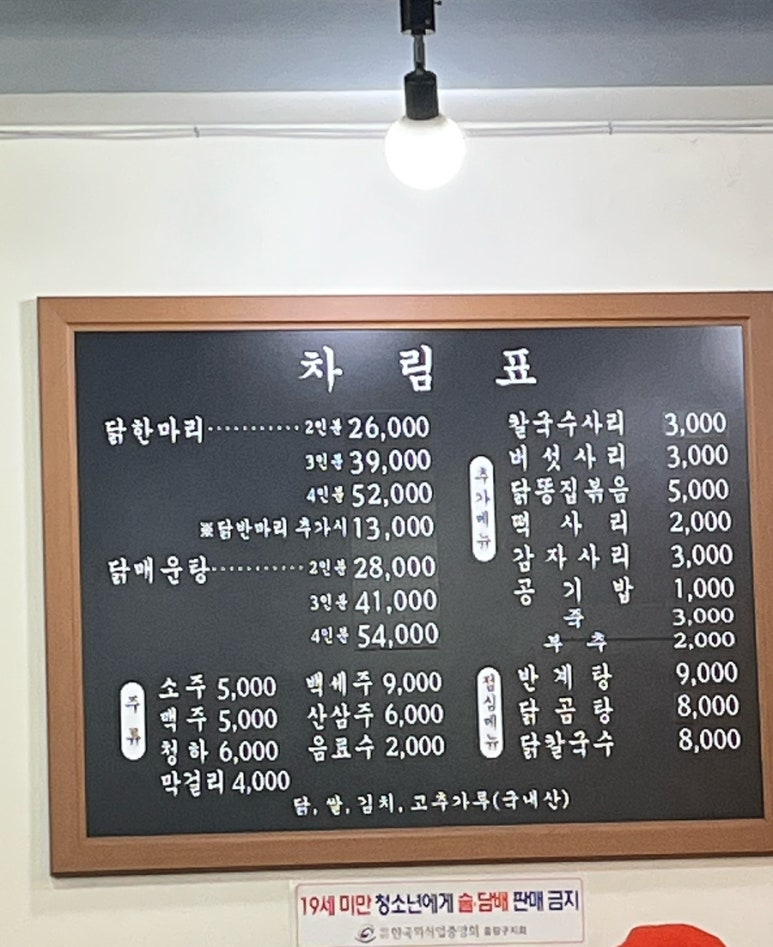 차림표
닭한마리 2인분 26,000
3인분 39,000
4인분 52,000
※닭반마리 추가시 13,000
닭매운탕 2인분 28,000
3인분 41,000
4인분 54,000
추가메뉴
칼국수사리 3,000
버섯사리 3,000
닭똥집볶음 5,000
떡사리 2,000
감자사리 3,000
공기밥 1,000
죽 3,000
부추 2,000
주류
소주 5,000 백세주 9,000
맥주 5,000 산삼주 6,000
청하 6,000 음료수 2,000
막걸리 4,000
점심메뉴
반계탕 9,000
닭곰탕 8,000
닭칼국수 8,000
닭, 쌀, 김치, 고추가루(국내산)
19세 미만 청소년에게 술·담배 판매 금지
한국외식업중앙회